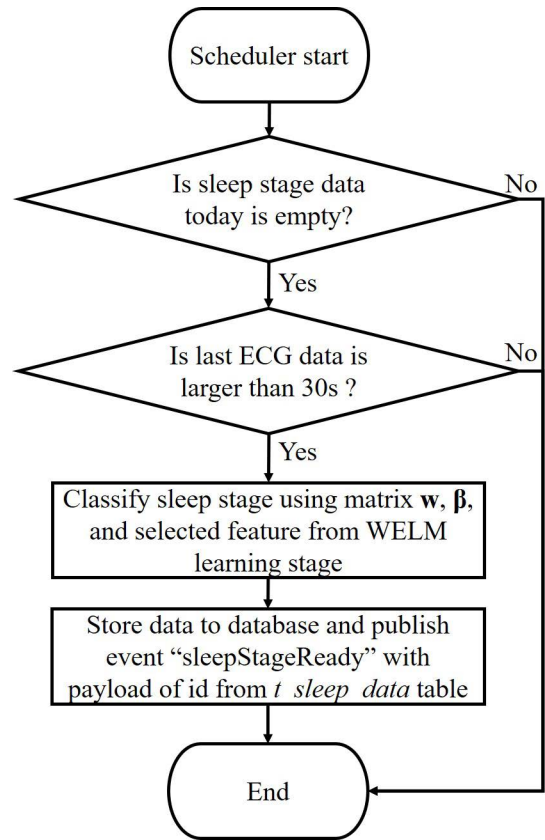 Scheduler start
Is sleep stage data
today is empty?
No
Yes
Is last ECG data is
larger than 30s ?
No
Yes
Classify sleep stage using matrix w, β,
and selected feature from WELM
learning stage
Store data to database and publish
event “sleepStageReady” with
payload of id from t_sleep_data table
End